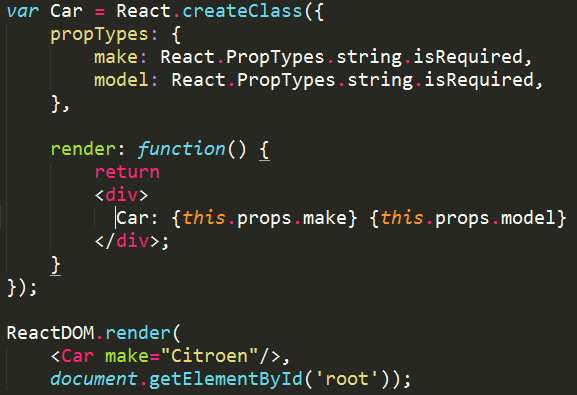 var Car = React.createClass({
    propTypes: {
        make: React.PropTypes.string.isRequired,
        model: React.PropTypes.string.isRequired,
    },

    render: function() {
        return
        <div>
          Car: {this.props.make} {this.props.model}
        </div>;
    }
});

ReactDOM.render(
    <Car make="Citroen"/>,
    document.getElementById('root'));